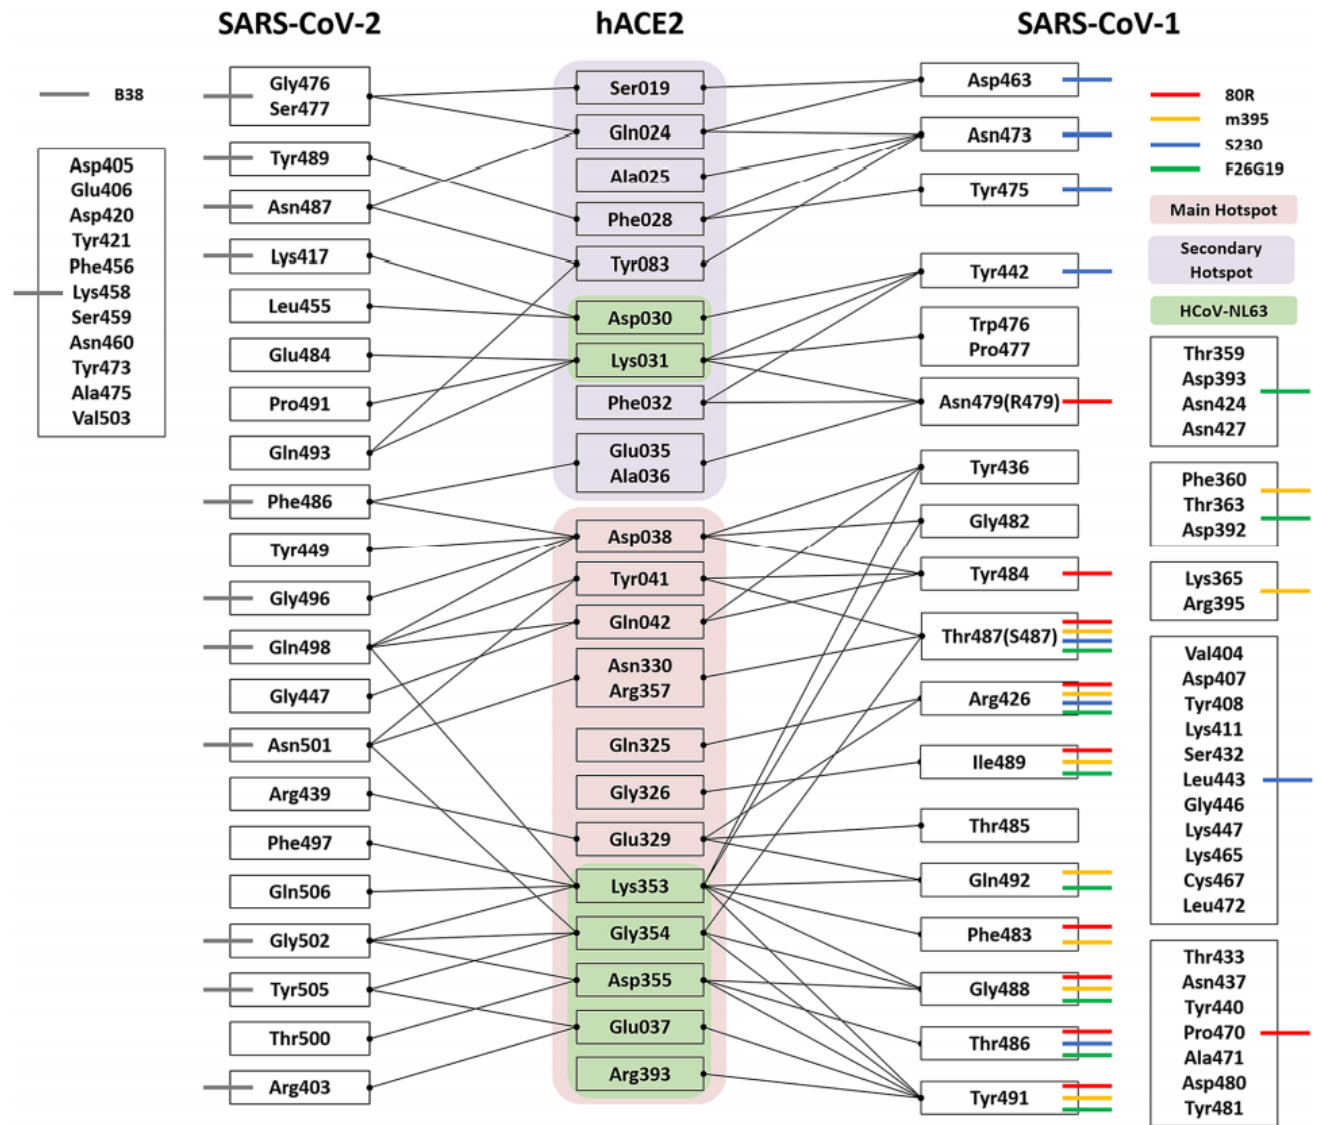 SARS-CoV-2
hACE2
SARS-CoV-1
B38
Asp405
Glu406
Asp420
Tyr421
Phe456
Lys458
Ser459
Asn460
Tyr473
Ala475
Val503
Gly476
Ser477
Tyr489
Asn487
Lys417
Leu455
Glu484
Pro491
Gln493
Phe486
Tyr449
Gly496
Gln498
Gly447
Asn501
Arg439
Phe497
Gln506
Gly502
Tyr505
Thr500
Arg403
Ser019
Gln024
Ala025
Phe028
Tyr083
Asp030
Lys031
Phe032
Glu035
Ala036
Asp038
Tyr041
Gln042
Asn330
Arg357
Gln325
Gly326
Glu329
Lys353
Gly354
Asp355
Glu037
Arg393
Asp463
Asn473
Tyr475
Tyr442
Trp476
Pro477
Asn479(R479)
Tyr436
Gly482
Tyr484
Thr487(S487)
Arg426
Ile489
Thr485
Gln492
Phe483
Gly488
Thr486
Tyr491
80R
m395
S230
F26G19
Main Hotspot
Secondary
Hotspot
HCoV-NL63
Thr359
Asp393
Asn424
Asn427
Phe360
Thr363
Asp392
Lys365
Arg395
Val404
Asp407
Tyr408
Lys411
Ser432
Leu443
Gly446
Lys447
Lys465
Cys467
Leu472
Thr433
Asn437
Tyr440
Pro470
Ala471
Asp480
Tyr481